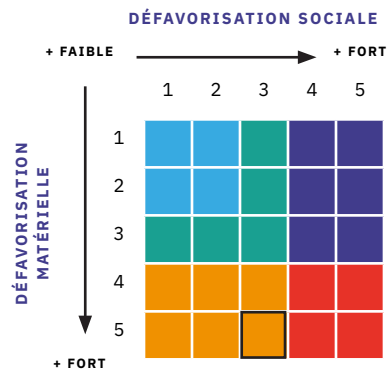 DÉFAVORISATION SOCIALE
+ FAIBLE
+ FORT
1 2 3 4 5
DÉFAVORISATION
MATÉRIELLE
1
2
3
4
5
+ FORT